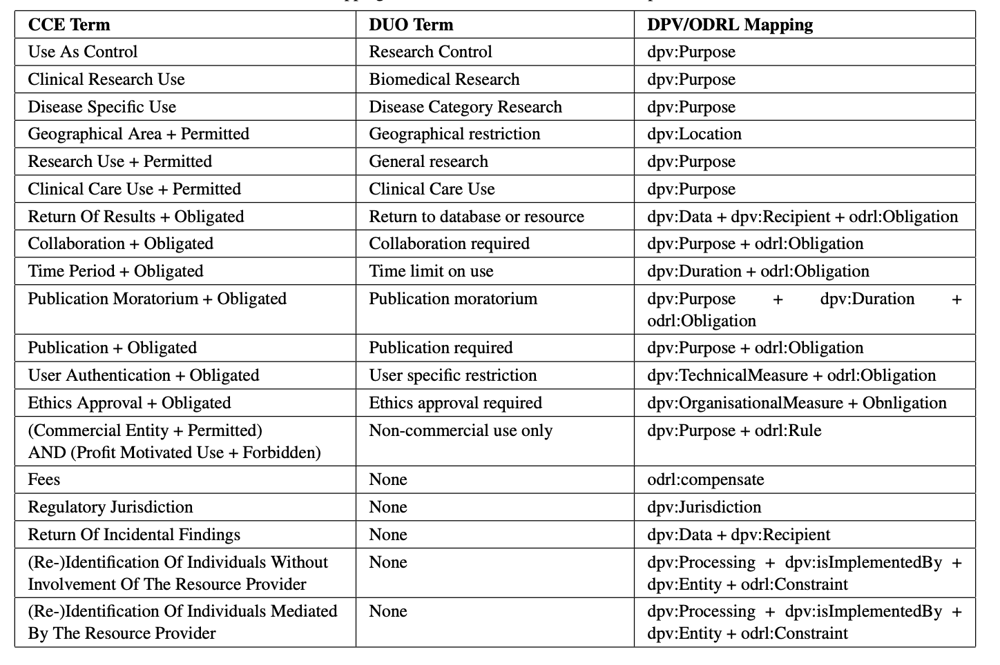 CCE Term DUO Term DPV/ODRL Mapping
Use As Control Research Control dpv:Purpose
Clinical Research Use Biomedical Research dpv:Purpose
Disease Specific Use Disease Category Research dpv:Purpose
Geographical Area + Permitted Geographical restriction dpv:Location
Research Use + Permitted General research dpv:Purpose
Clinical Care Use + Permitted Clinical Care Use dpv:Purpose
Return Of Results + Obligated Return to database or resource dpv:Data + dpv:Recipient + odrl:Obligation
Collaboration + Obligated Collaboration required dpv:Purpose + odrl:Obligation
Time Period + Obligated Time limit on use dpv:Duration + odrl:Obligation
Publication Moratorium + Obligated Publication moratorium dpv:Purpose + dpv:Duration +
odrl:Obligation
Publication + Obligated Publication required dpv:Purpose + odrl:Obligation
User Authentication + Obligated User specific restriction dpv:TechnicalMeasure + odrl:Obligation
Ethics Approval + Obligated Ethics approval required dpv:OrganisationalMeasure + Obnligation
(Commercial Entity + Permitted) Non-commercial use only dpv:Purpose + odrl:Rule
AND (Profit Motivated Use + Forbidden)
Fees None odrl:compensate
Regulatory Jurisdiction None dpv:Jurisdiction
Return Of Incidental Findings None dpv:Data + dpv:Recipient
(Re-)Identification Of Individuals Without None dpv:Processing + dpv:isImplementedBy +
Involvement Of The Resource Provider dpv:Entity + odrl:Constraint
(Re-)Identification Of Individuals Mediated None dpv:Processing + dpv:isImplementedBy +
By The Resource Provider dpv:Entity + odrl:Constraint